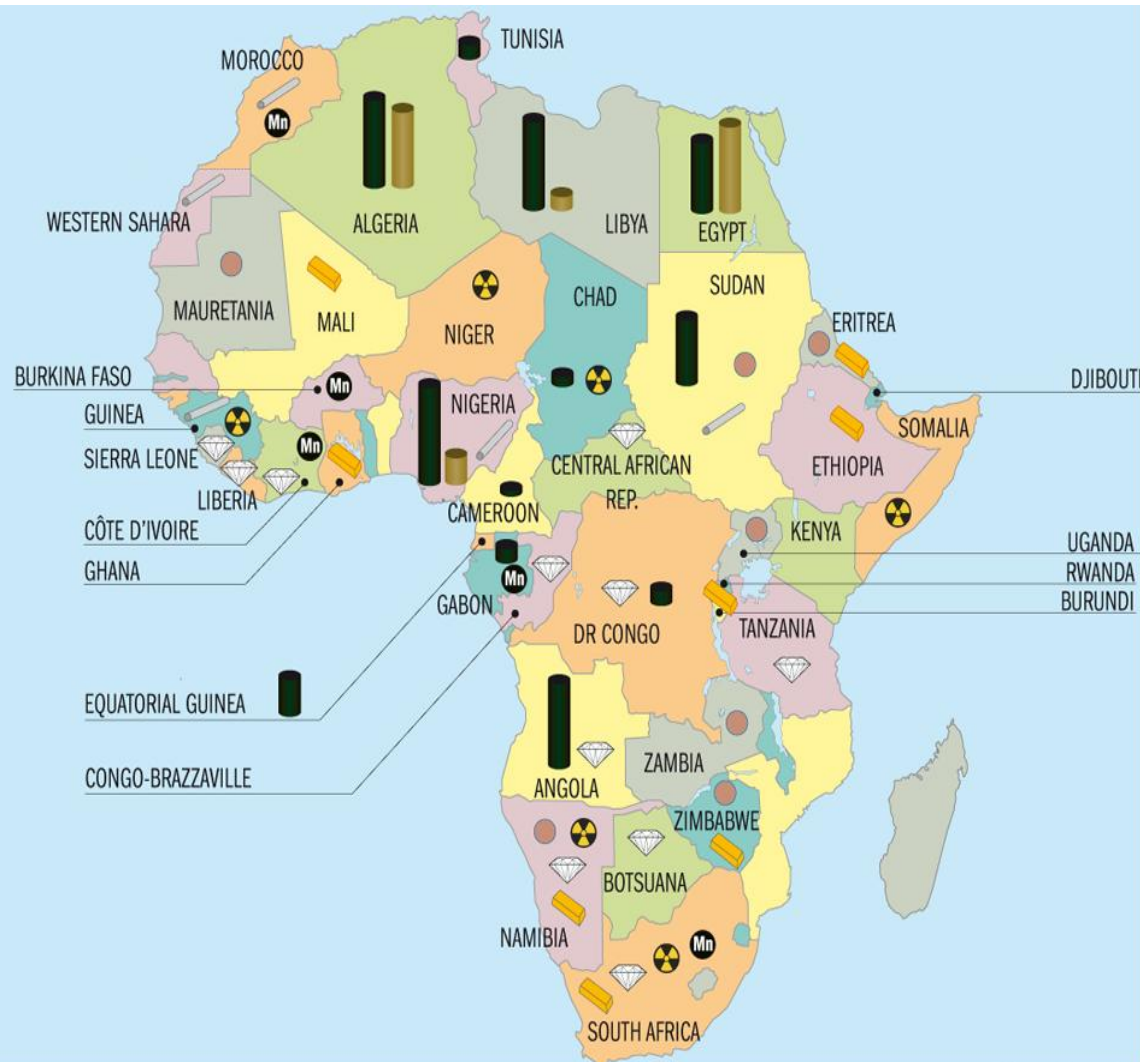 TUNISIA
MOROCCO
Mn
WESTERN SAHARA
ALGERIA
LIBYA
EGYPT
MAURETANIA
MALI
NIGER
CHAD
SUDAN
ERITREA
BURKINA FASO
Mn
NIGERIA
DJIBOUTI
GUINEA
SOMALIA
SIERRA LEONE
Mn
CENTRAL AFRICAN
REP.
ETHIOPIA
LIBERIA
CAMEROON
CÔTE D'IVOIRE
KENYA
UGANDA
GHANA
Mn
RWANDA
GABON
BURUNDI
DR CONGO
TANZANIA
EQUATORIAL GUINEA
CONGO-BRAZZAVILLE
ANGOLA
ZAMBIA
ZIMBABWE
BOTSUANA
NAMIBIA
Mn
SOUTH AFRICA